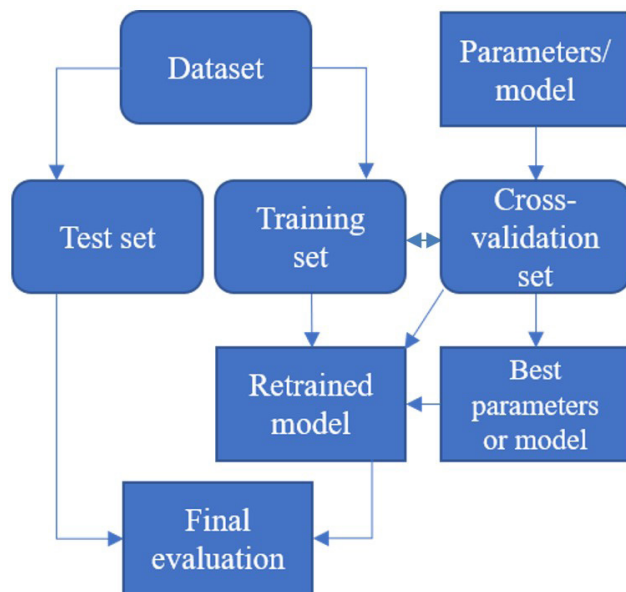 Dataset
Parameters/
model
Test set
Training
set
Cross-
validation
set
Retrained
model
Best
parameters
or model
Final
evaluation